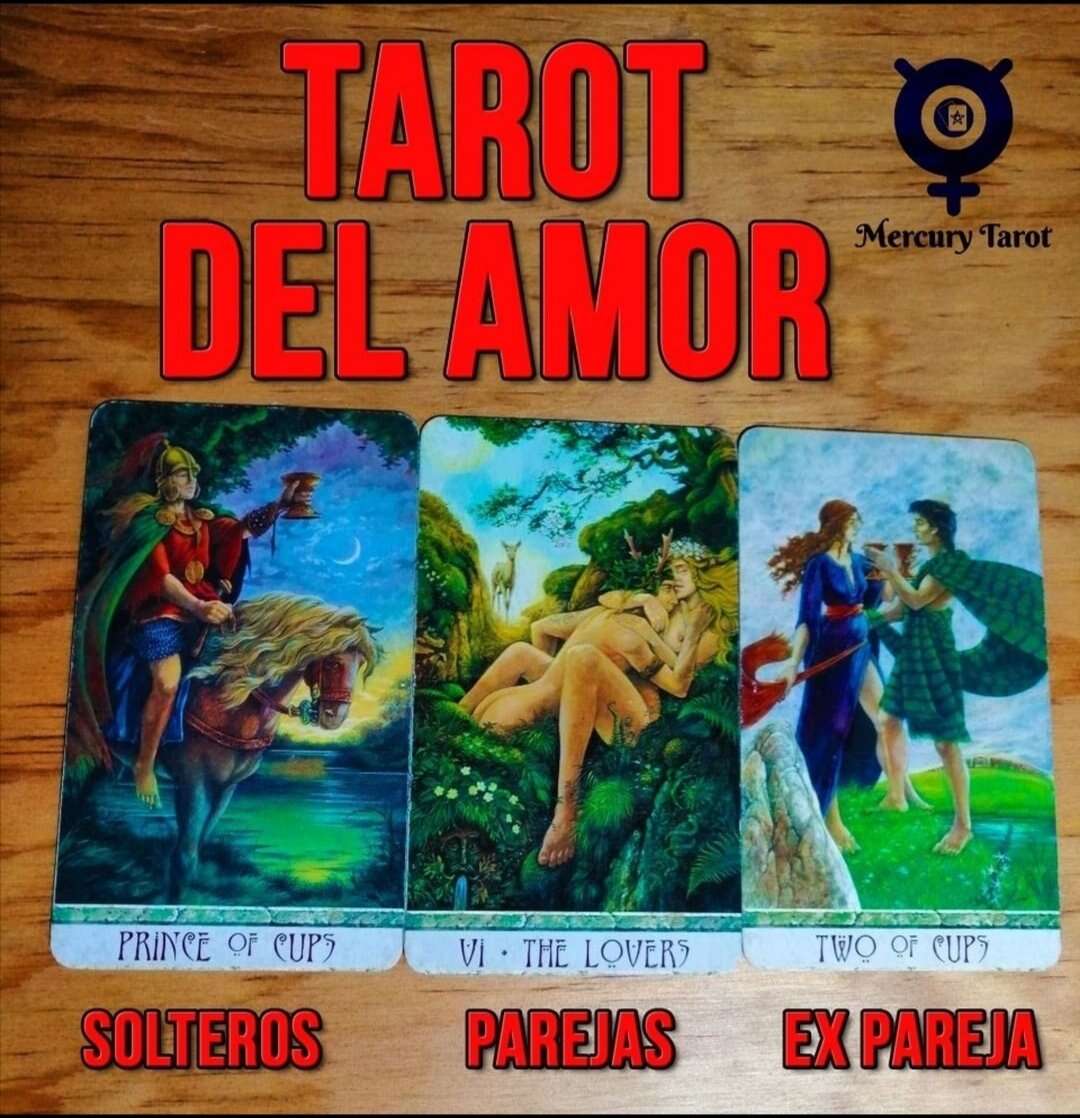 TAROT
DEL AMOR
Mercury Tarot
PRINCE OF CUPS
VI · THE LOVERS
TWO OF CUPS
SOLTEROS
PAREJAS
EX PAREJA